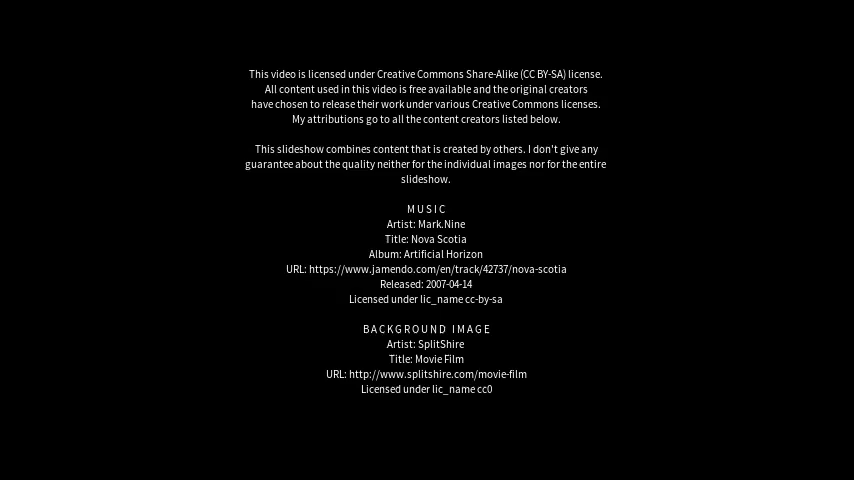 This video is licensed under Creative Commons Share-Alike (CC BY-SA) license.
All content used in this video is free available and the original creators
have chosen to release their work under various Creative Commons licenses.
My attributions go to all the content creators listed below.
This slideshow combines content that is created by others. I don't give any
guarantee about the quality neither for the individual images nor for the entire
slideshow.
MUSIC
Artist: Mark.Nine
Title: Nova Scotia
Album: Artificial Horizon
URL: https://www.jamendo.com/en/track/42737/nova-scotia
Released: 2007-04-14
Licensed under lic_name cc-by-sa
BACKGROUND IMAGE
Artist: SplitShire
Title: Movie Film
URL: http://www.splitshire.com/movie-film
Licensed under lic_name cc0